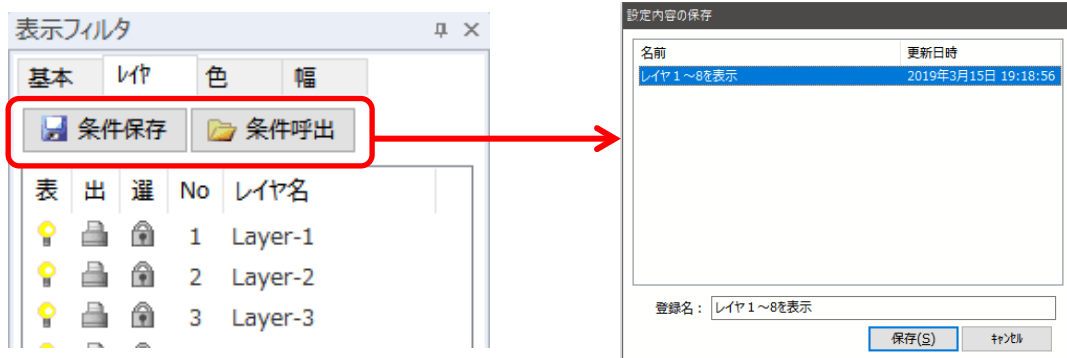 表示フィルタ
基本 ﾚｲﾔ 色 幅
条件保存 条件呼出
表 出 選 No レイヤ名
1 Layer-1
2 Layer-2
3 Layer-3
設定内容の保存
名前 更新日時
レイヤ１～8を表示 2019年3月15日 19:18:56
登録名： レイヤ１～8を表示
保存(S) ｷｬﾝｾﾙ